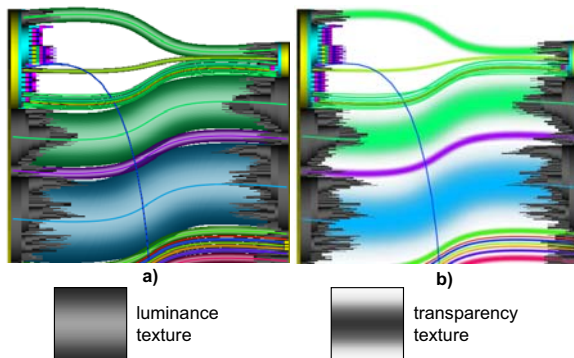 a)
b)
luminance
texture
transparency
texture